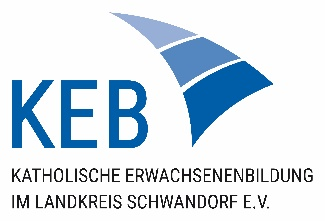 KEB
KATHOLISCHE ERWACHSENENBILDUNG
IM LANDKREIS SCHWANDORF E.V.